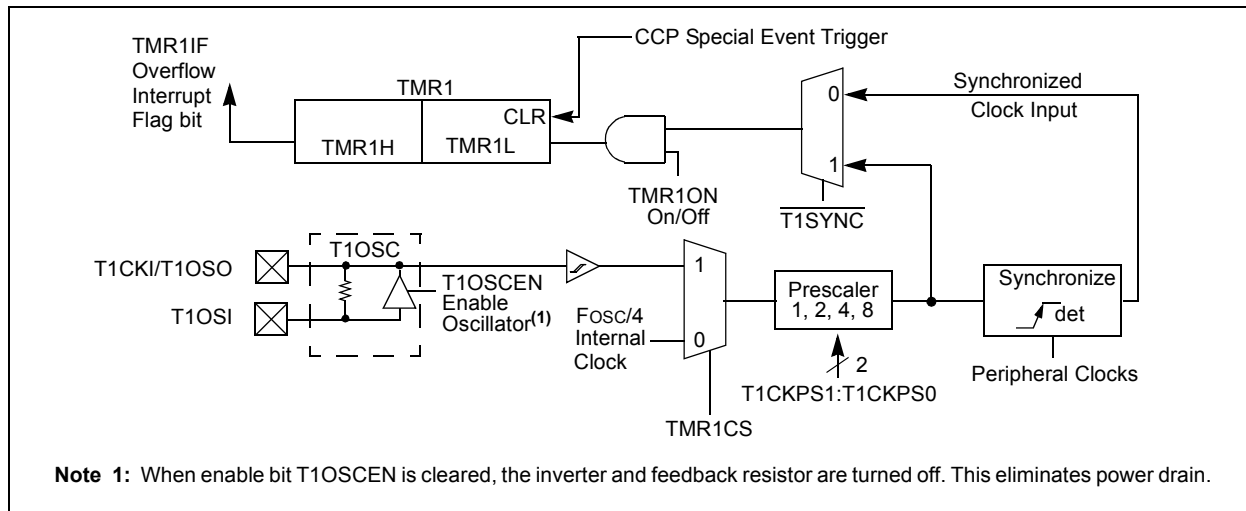 TMR1IF
Overflow
Interrupt
Flag bit
TMR1
CCP Special Event Trigger
CLR
TMR1H
TMR1L
TMR1ON
On/Off
0
1
T1SYNC
Synchronized
Clock Input
T1CKI/T1OSO
T1OSI
T1OSC
T1OSCEN
Enable
Oscillator(1)
FOSC/4
Internal
Clock
1
0
TMR1CS
Prescaler
1, 2, 4, 8
2
T1CKPS1:T1CKPS0
Synchronize
det
Peripheral Clocks
Note 1: When enable bit T1OSCEN is cleared, the inverter and feedback resistor are turned off. This eliminates power drain.